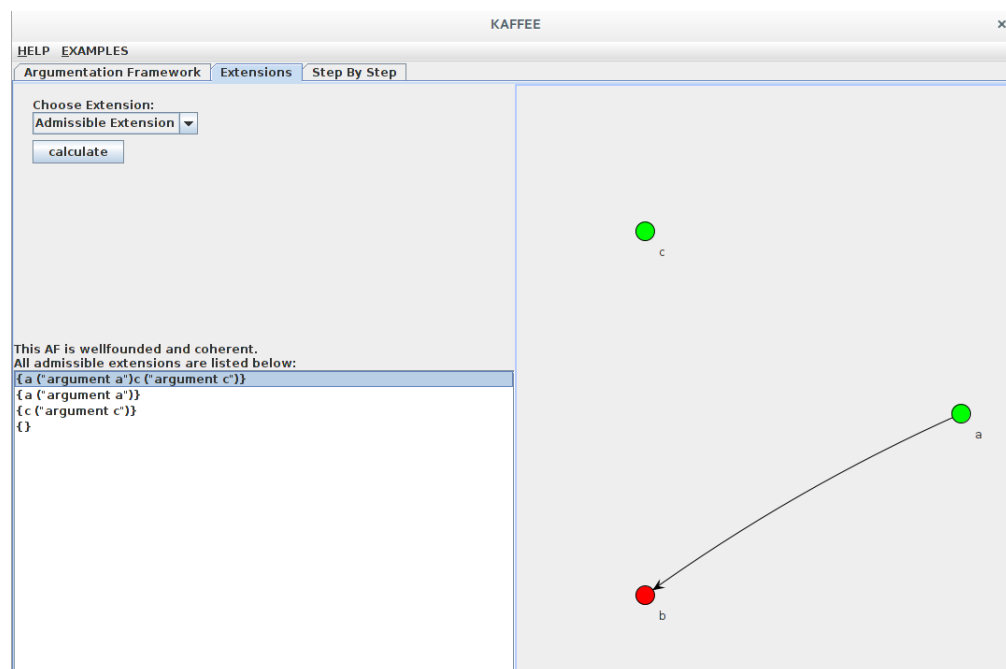 KAFFEE
×
HELP EXAMPLES
Argumentation Framework Extensions Step By Step
Choose Extension:
Admissible Extension
calculate
This AF is wellfounded and coherent.
All admissible extensions are listed below:
{a ("argument a")c ("argument c")}
{a ("argument a")}
{c ("argument c")}
{}
c
a
b